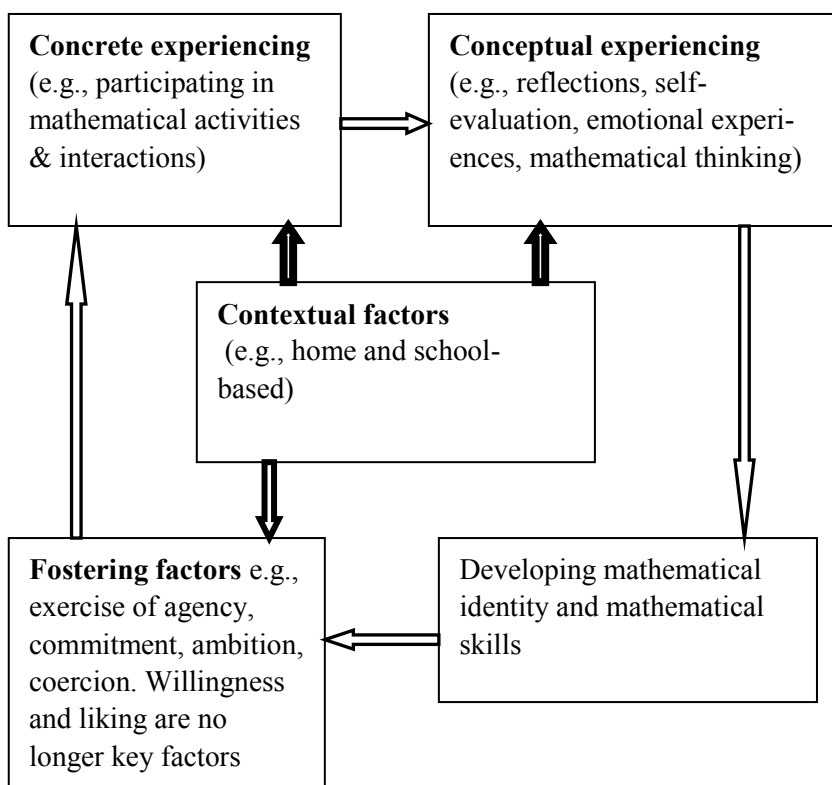 Concrete experiencing
(e.g., participating in
mathematical activities
& interactions)
Conceptual experiencing
(e.g., reflections, self-
evaluation, emotional experi-
ences, mathematical thinking)
Contextual factors
(e.g., home and school-
based)
Fostering factors e.g.,
exercise of agency,
commitment, ambition,
coercion. Willingness
and liking are no
longer key factors
Developing mathematical
identity and mathematical
skills